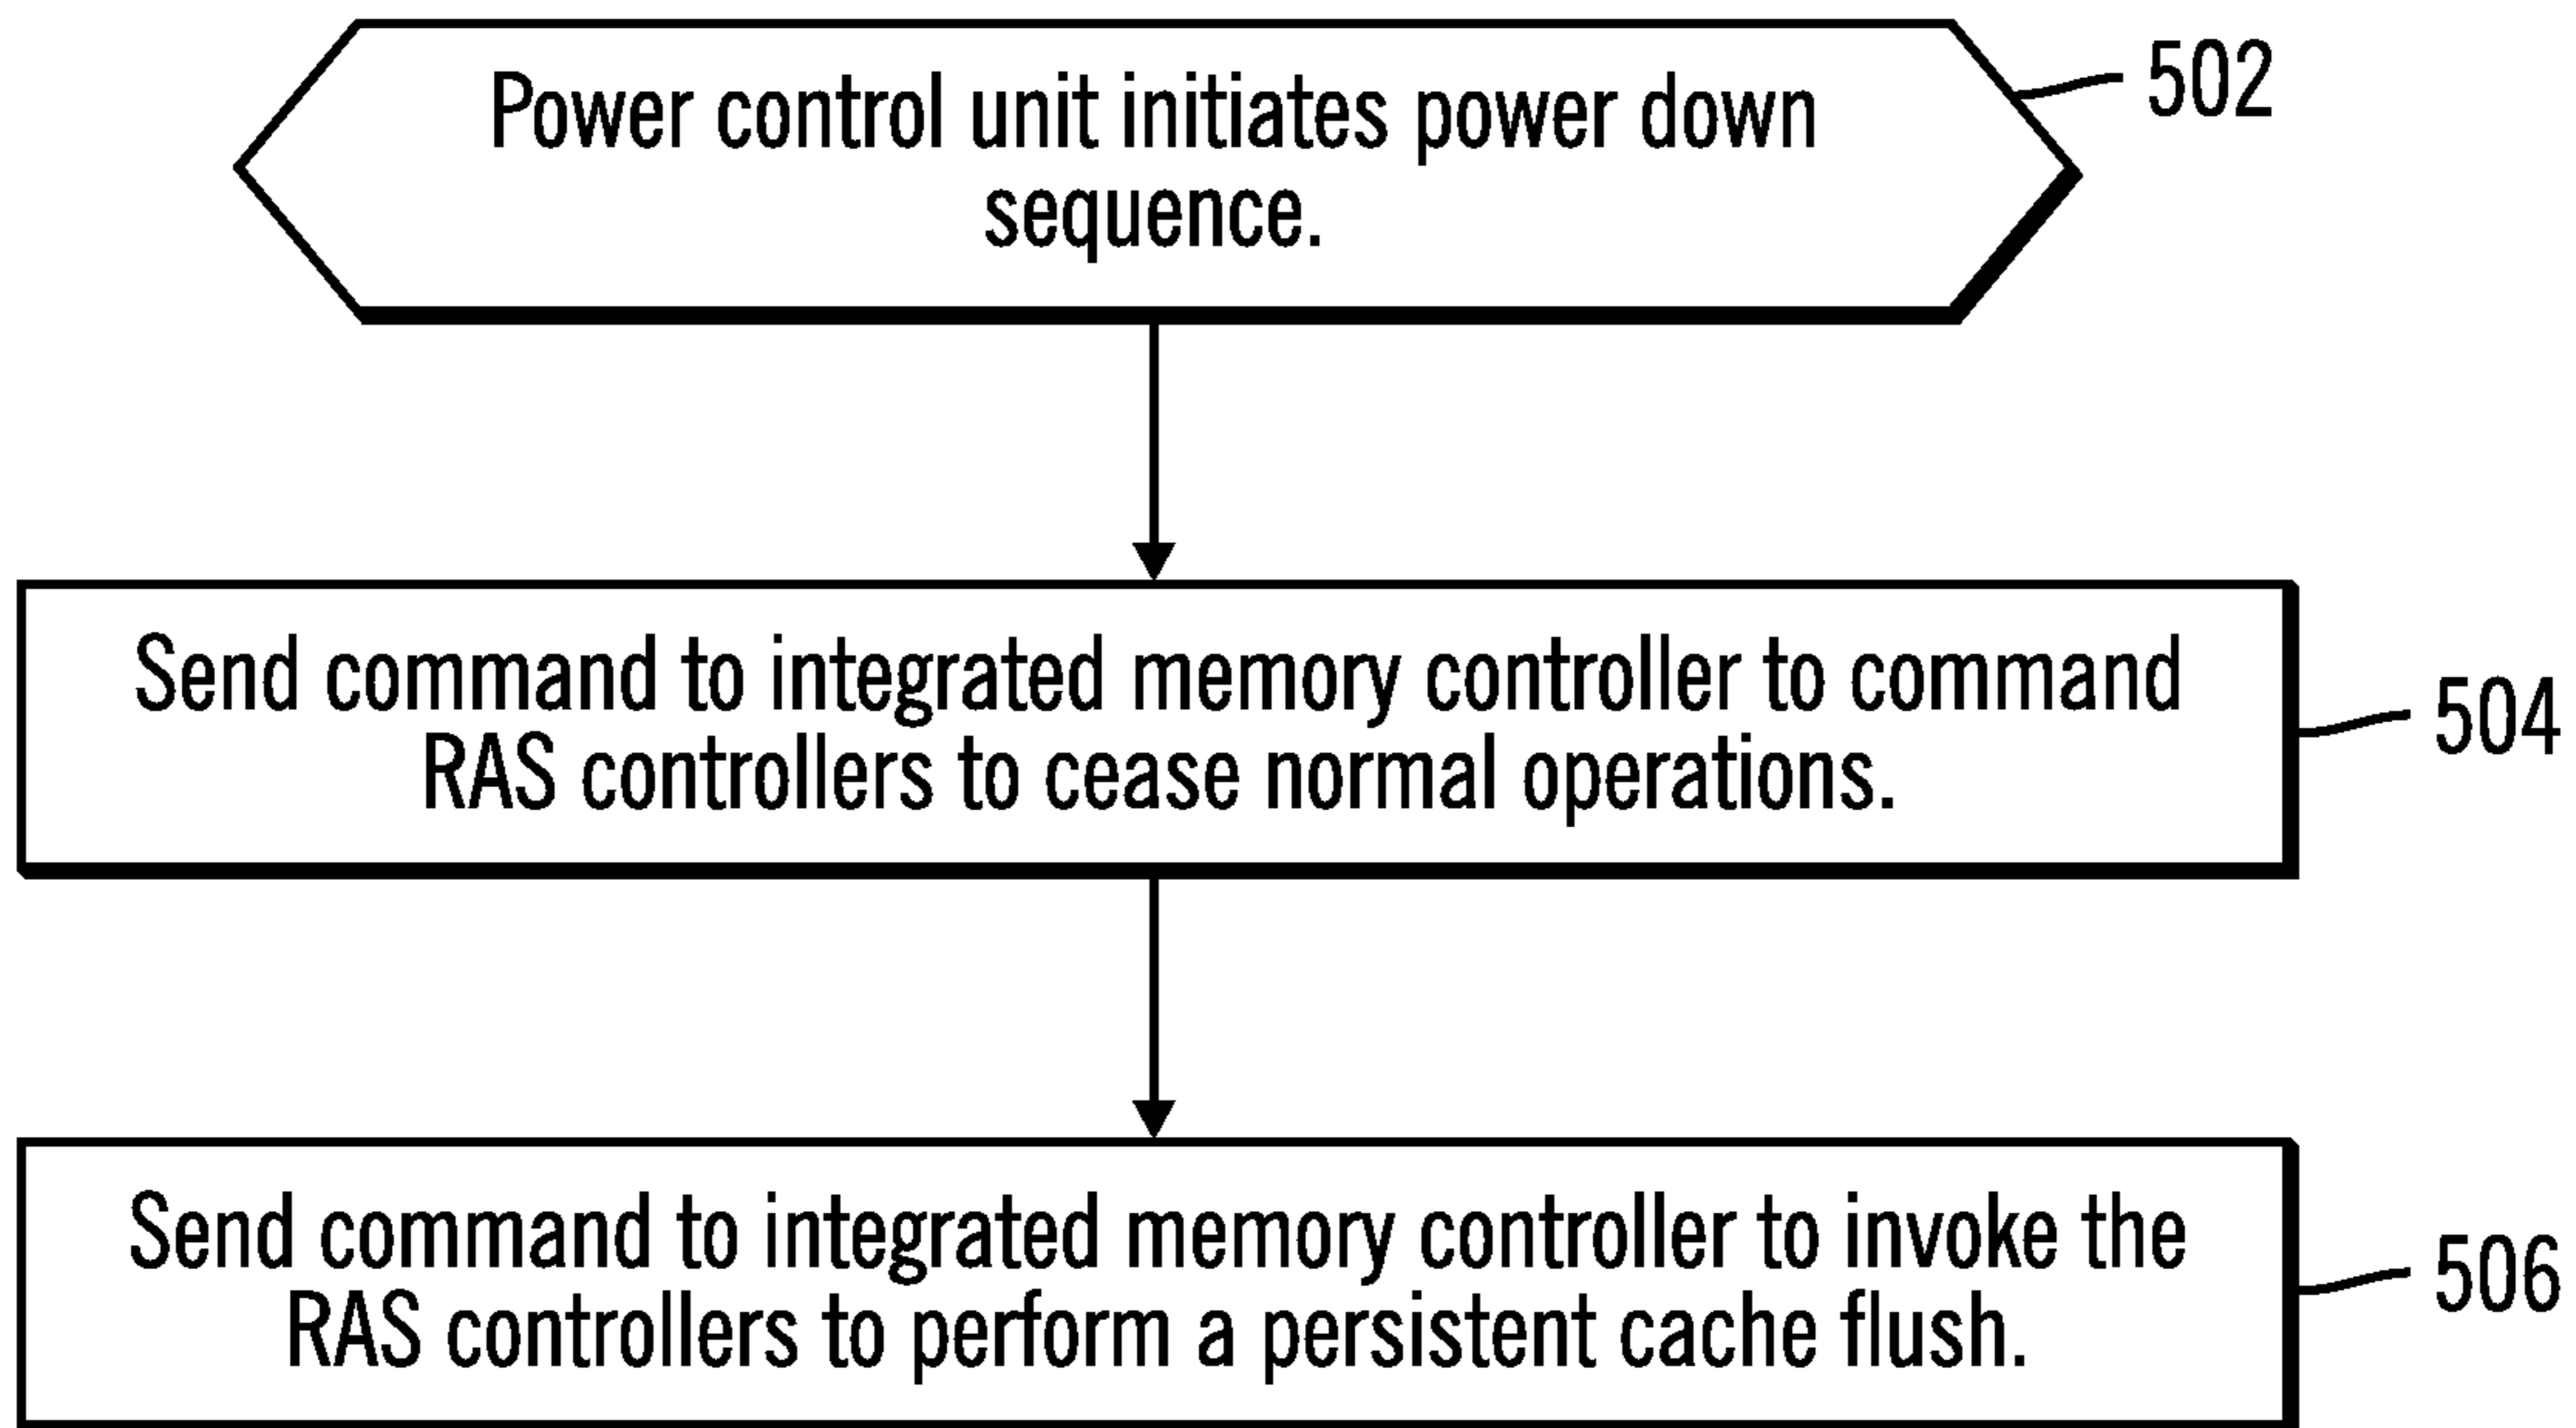 Power control unit initiates power down
sequence.
502
Send command to integrated memory controller to command
RAS controllers to cease normal operations.
504
Send command to integrated memory controller to invoke the
RAS controllers to perform a persistent cache flush.
506